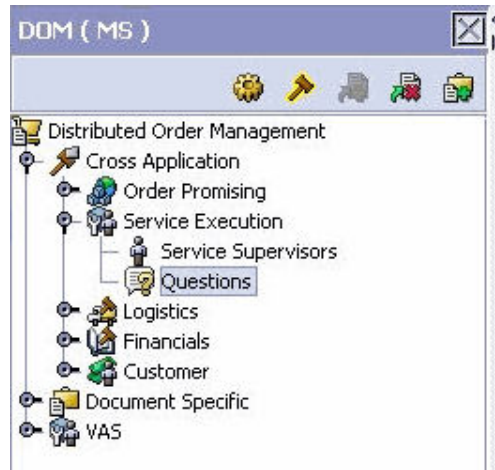 DOM ( MS )
Distributed Order Management
Cross Application
Order Promising
Service Execution
Service Supervisors
Questions
Logistics
Financials
Customer
Document Specific
VAS